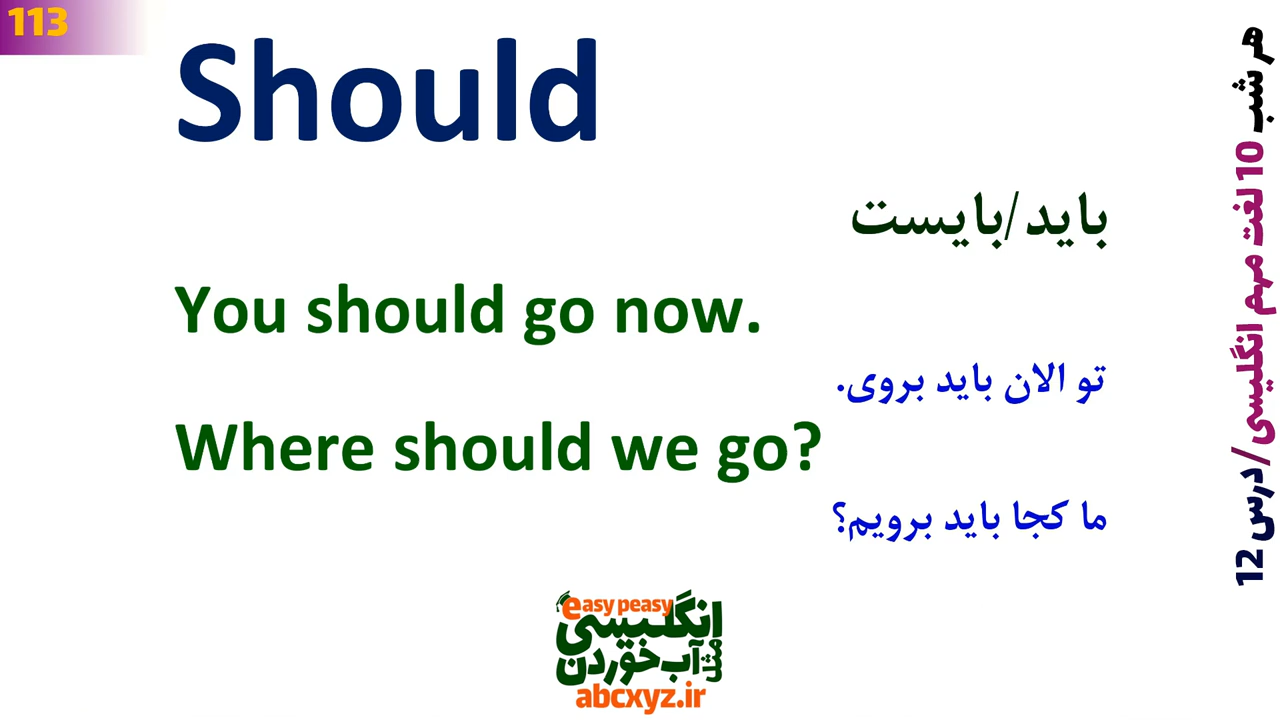 113
Should
باید/بایست
You should go now.
تو الان باید بروی.
Where should we go?
ما کجا باید برویم؟
هر شب 10 لغت مهم انگلیسی/درس 12
easy peasy
انگلیسی
مثل آب خوردن
abcxyz.ir